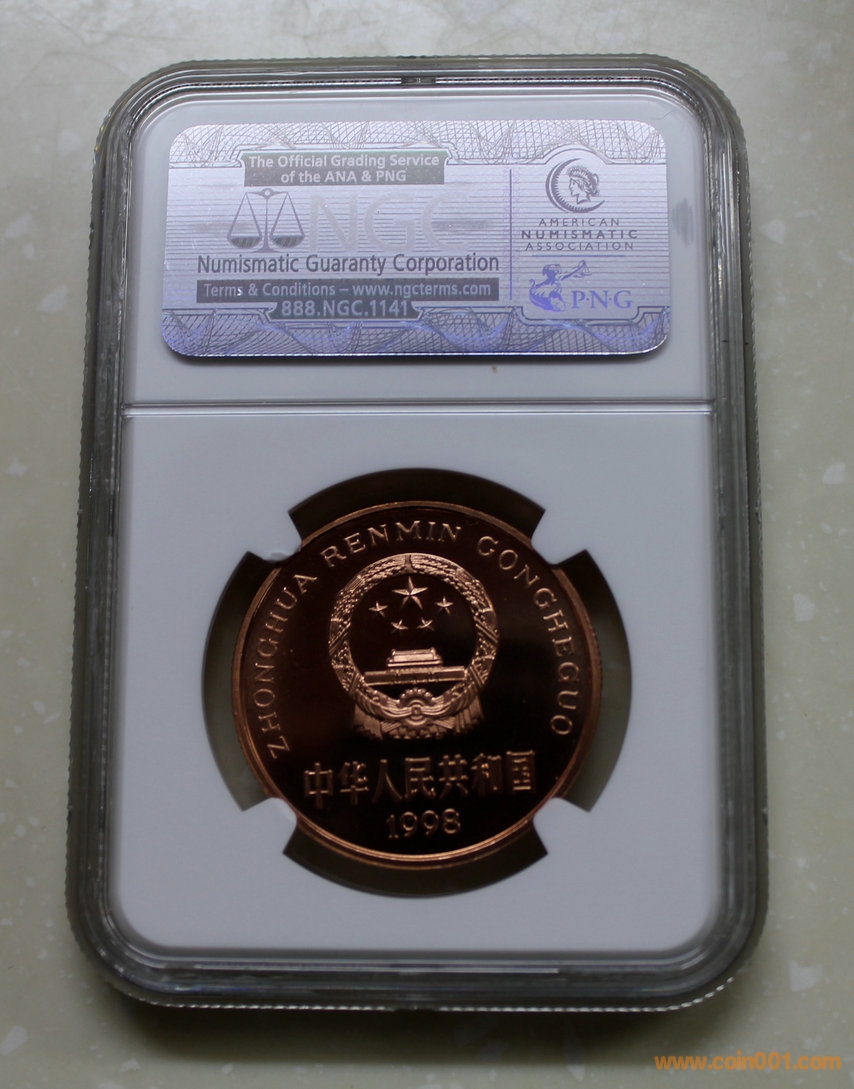 The Official Grading Service
of the ANA & PNG
NGC
Numismatic Guaranty Corporation
Terms & Conditions – www.ngcterms.com
888.NGC.1141
AMERICAN
NUMISMATIC
ASSOCIATION
P·N·G
ZHONGHUA RENMIN GONGHEGUO
中华人民共和国
1998
www.coin001.com